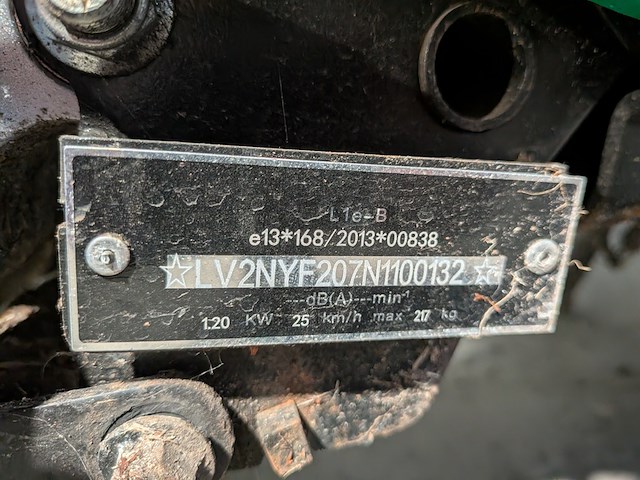 L1e-B
e13*168/2013*00838
☆LV2NYF207N1100132☆
---dB(A)---min⁻¹
1.20 KW 25 km/h max 217 kg